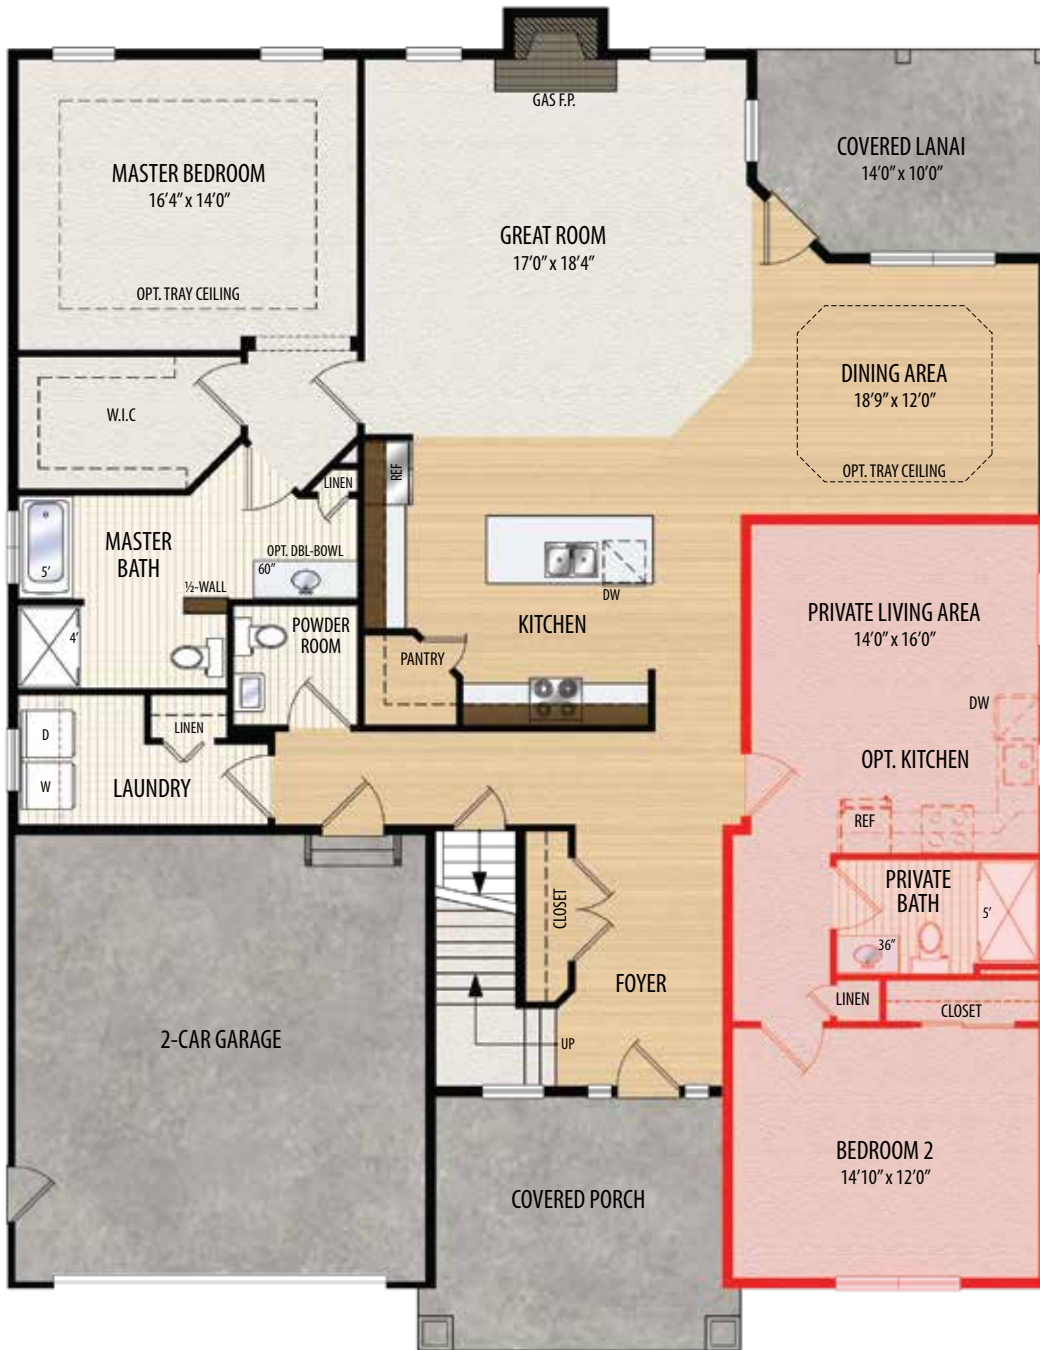 GAS F.P.
MASTER BEDROOM
16'4" x 14'0"
OPT. TRAY CEILING
GREAT ROOM
17'0" x 18'4"
COVERED LANAI
14'0" x 10'0"
DINING AREA
18'9" x 12'0"
OPT. TRAY CEILING
W.I.C
REF
LINEN
MASTER
BATH
5'
OPT. DBL-BOWL
60"
½-WALL
4'
POWDER
ROOM
DW
KITCHEN
PANTRY
PRIVATE LIVING AREA
14'0" x 16'0"
DW
OPT. KITCHEN
REF
D
W
LINEN
LAUNDRY
PRIVATE
BATH
5'
36"
CLOSET
LINEN
CLOSET
FOYER
UP
2-CAR GARAGE
BEDROOM 2
14'10" x 12'0"
COVERED PORCH